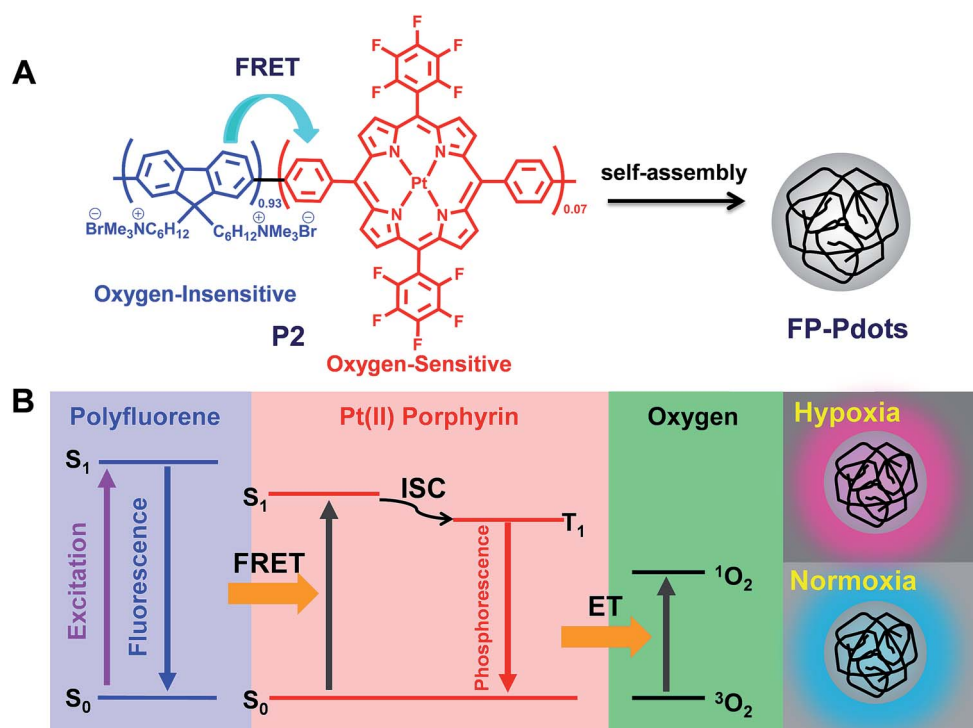 A
FRET
F
F
F
F
F
N
N
Pt
N
N
0.93
0.07
⊖ ⊕ ⊕ ⊖
BrMe₃NC₆H₁₂ C₆H₁₂NMe₃Br
F
F
F
F
F
Oxygen-Insensitive
P2
Oxygen-Sensitive
self-assembly
FP-Pdots
B
Polyfluorene
S₁
Excitation
Fluorescence
S₀
FRET
Pt(II) Porphyrin
S₁
ISC
T₁
Phosphorescence
S₀
ET
Oxygen
¹O₂
³O₂
Hypoxia
Normoxia